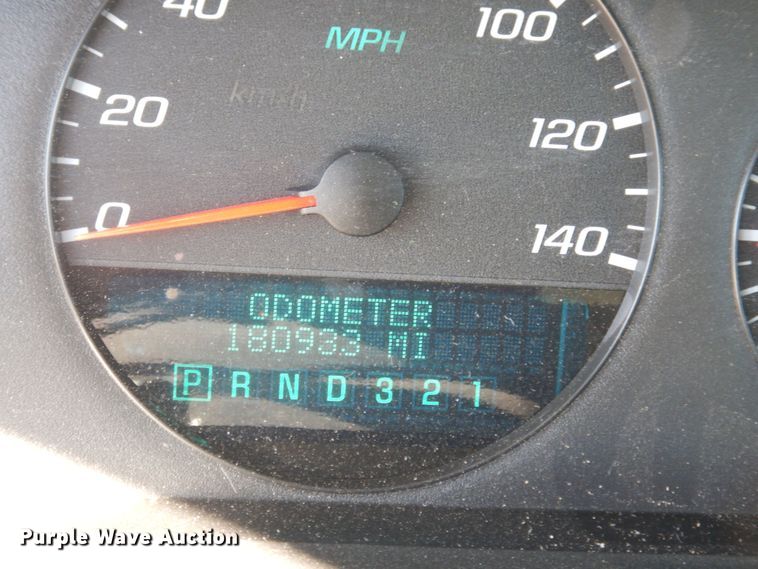 40
MPH
100
km/h
20
120
0
140
ODOMETER
180933 MI
P R N D 3 2 1
Purple Wave Auction